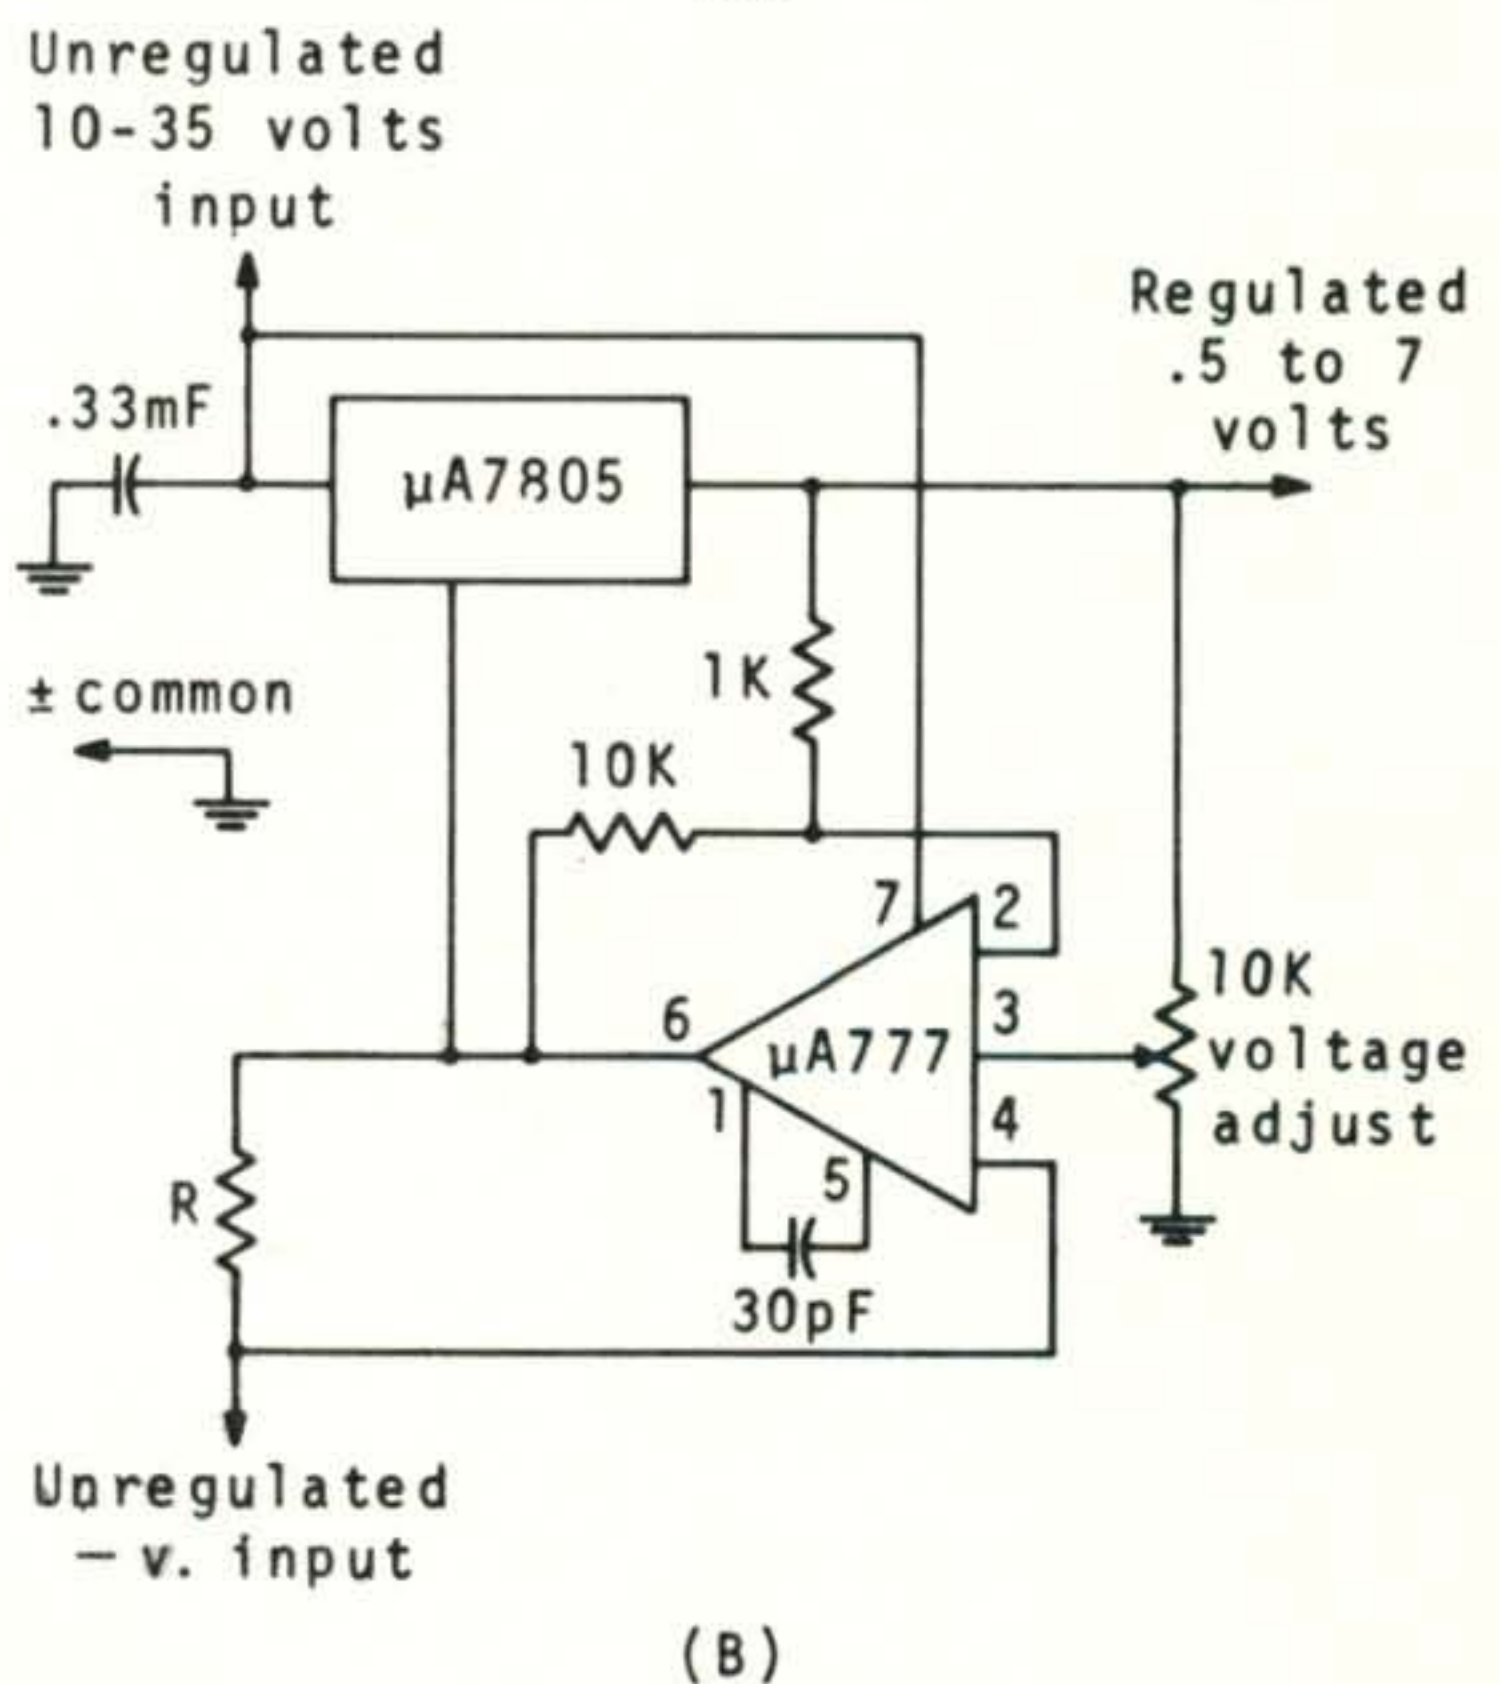 Unregulated
10-35 volts
input
Regulated
.5 to 7
volts
.33mF
µA7805
1K
± common
10K
7
2
10K
6
3
µA777
voltage
adjust
1
4
5
R
30pF
Unregulated
– v. input
(B)